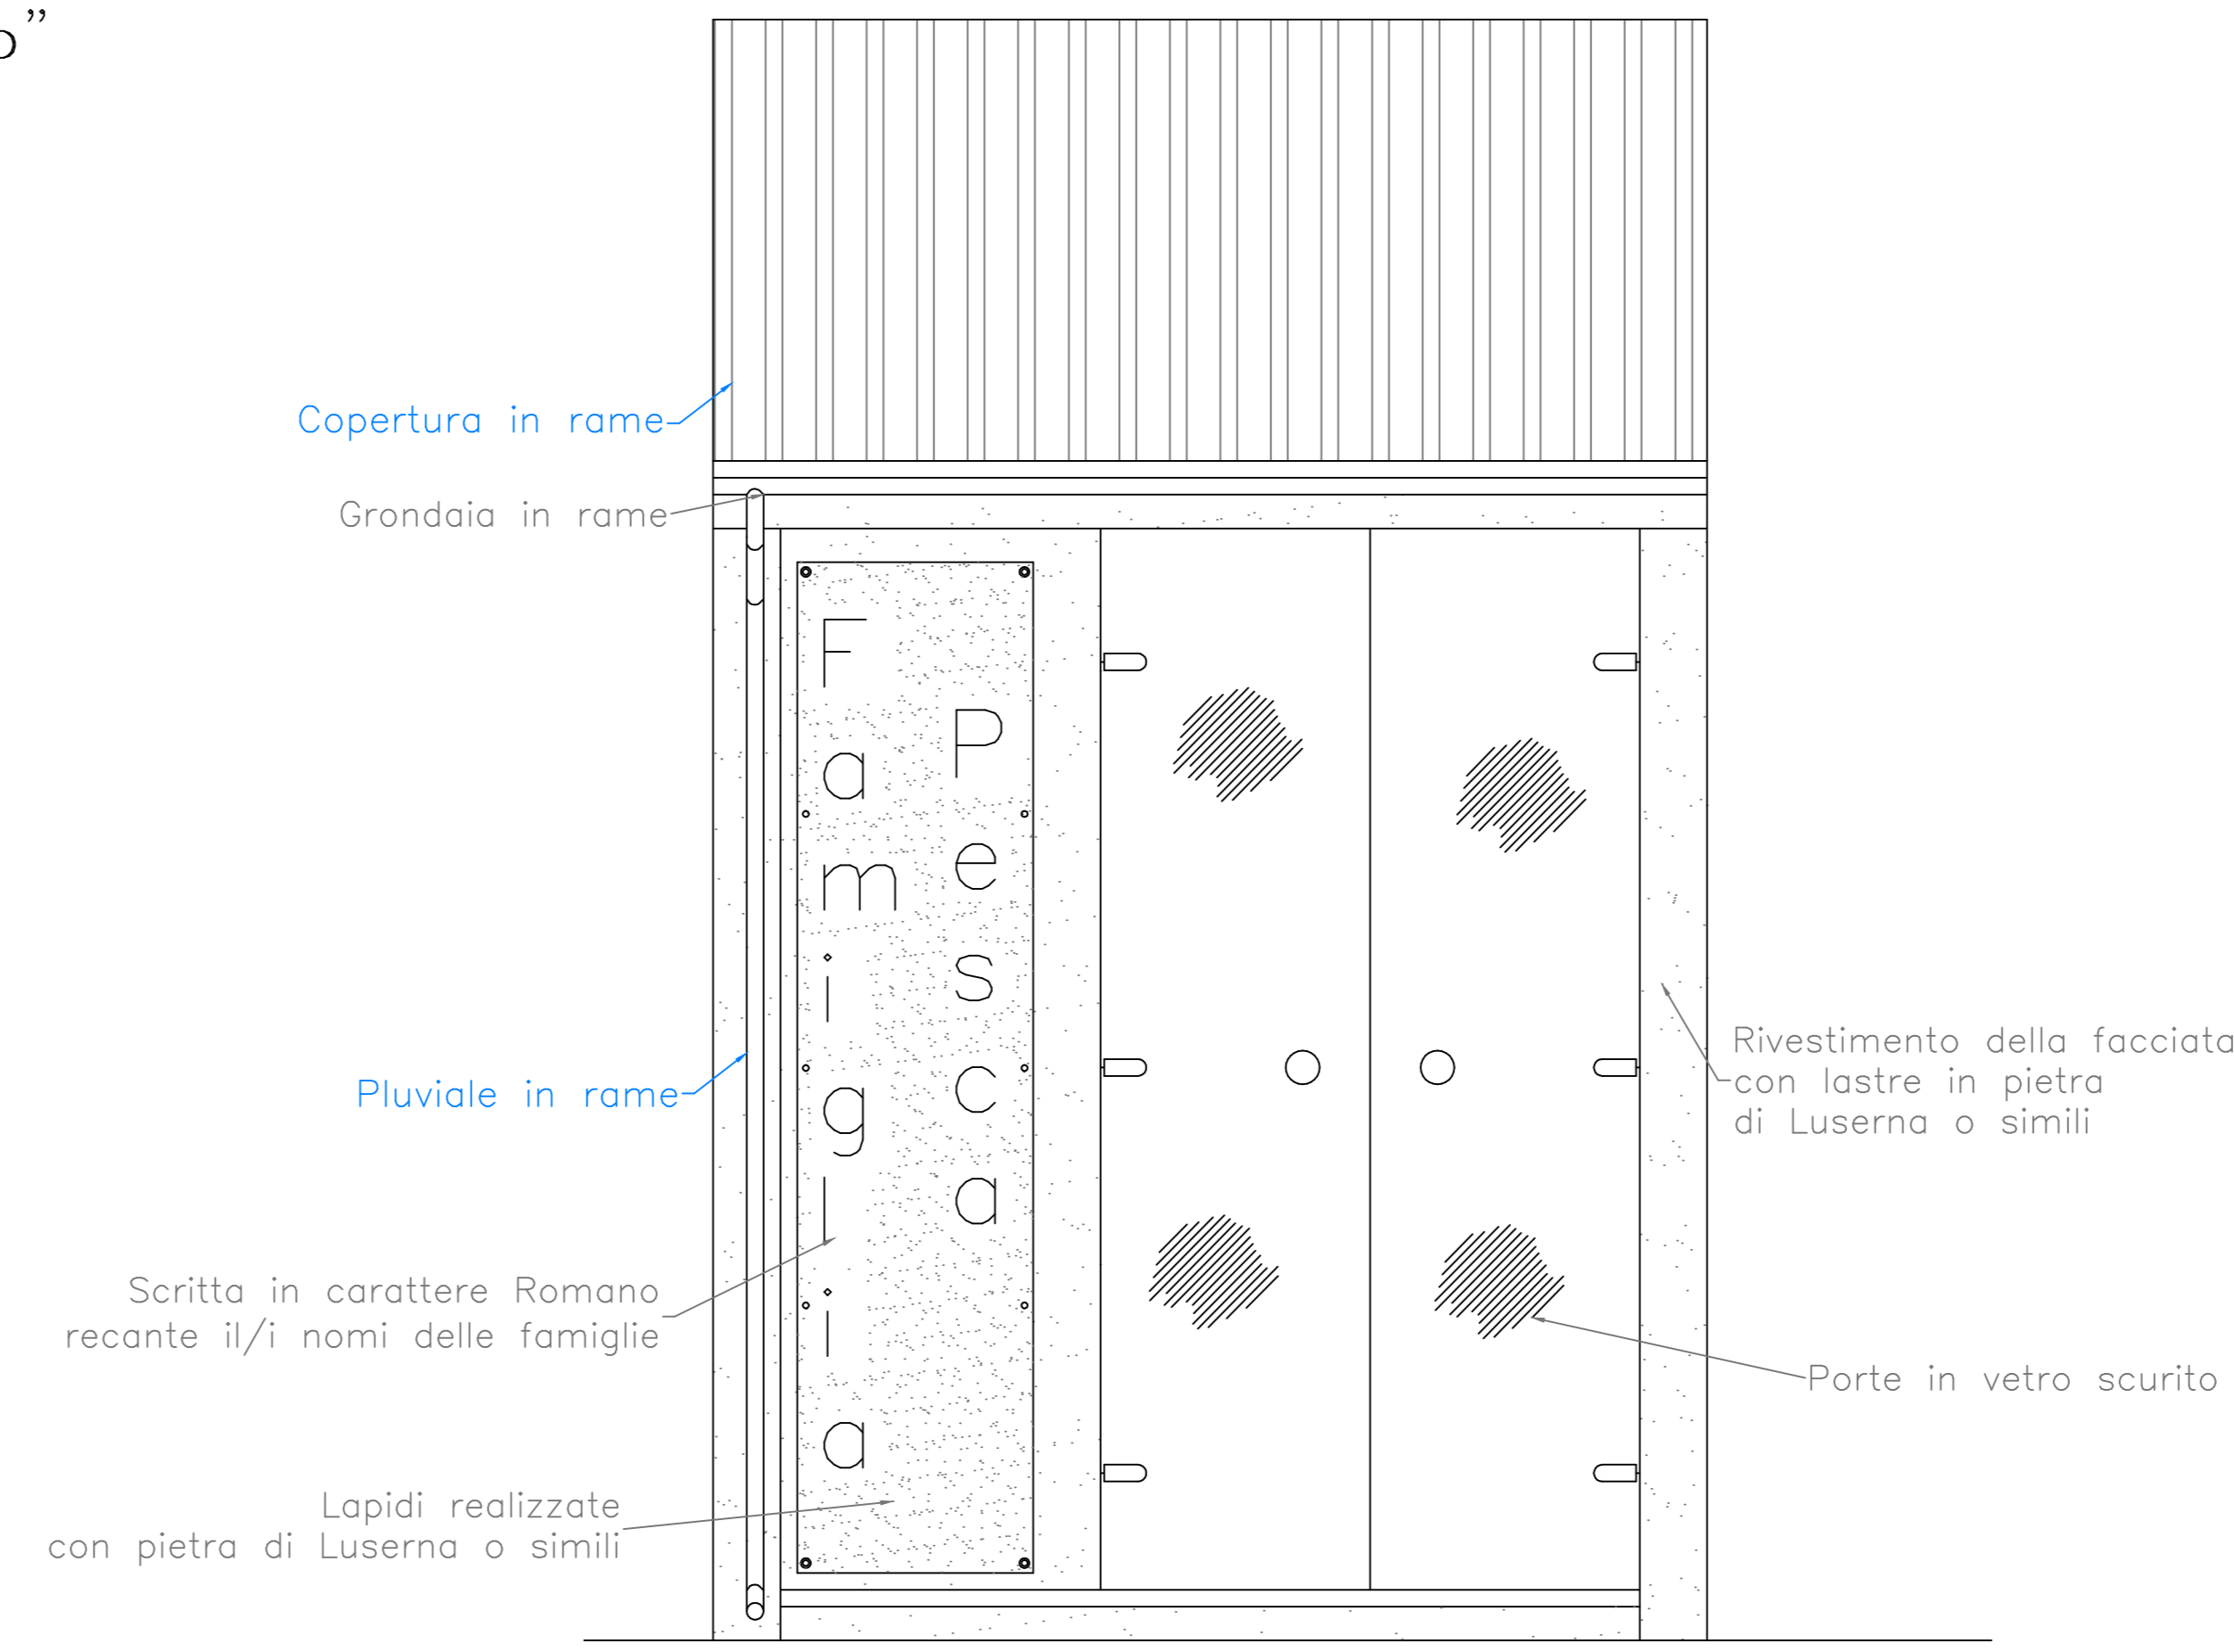 o”
Copertura in rame
Grondaia in rame
Famiglia
Pesca
Pluviale in rame
Rivestimento della facciata
con lastre in pietra
di Luserna o simili
Scritta in carattere Romano
recante il/i nomi delle famiglie
Porte in vetro scurito
Lapidi realizzate
con pietra di Luserna o simili